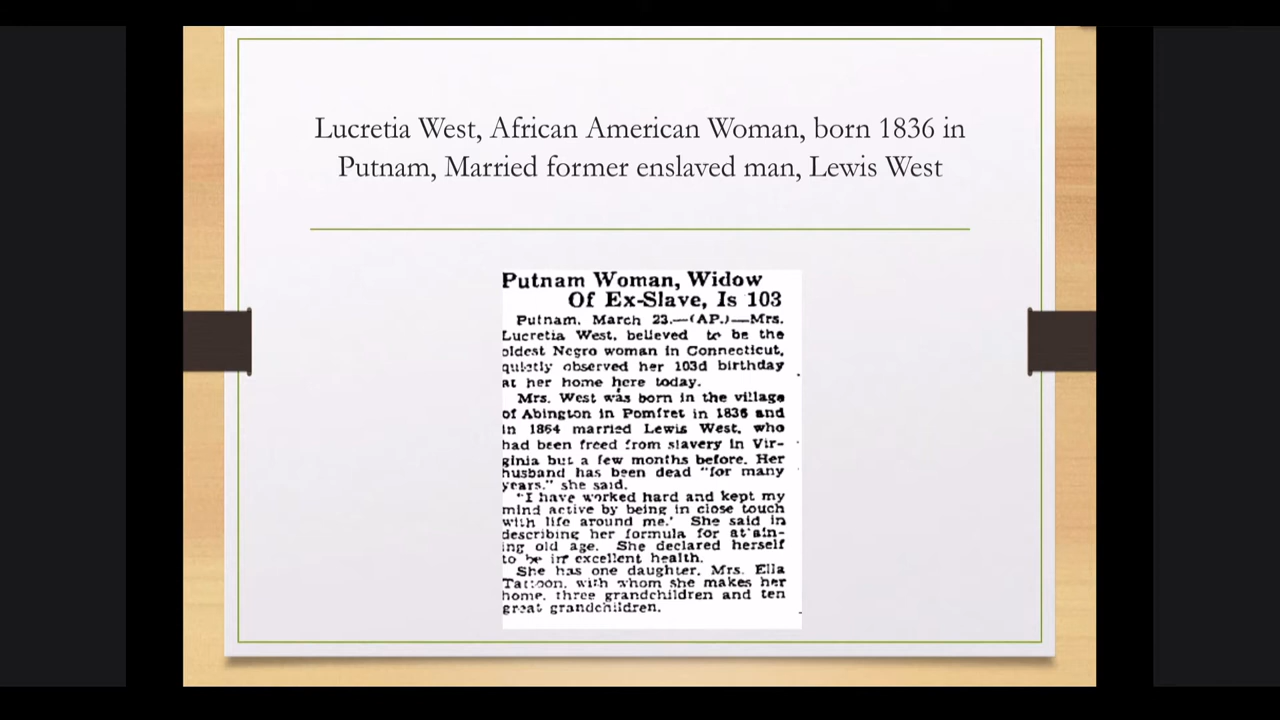 Lucretia West, African American Woman, born 1836 in
Putnam, Married former enslaved man, Lewis West
Putnam Woman, Widow
Of Ex-Slave, Is 103
Putnam, March 23.—(AP.)—Mrs.
Lucretia West, believed to be the
oldest Negro woman in Connecticut,
quietly observed her 103d birthday
at her home here today.
Mrs. West was born in the village
of Abington in Pomfret in 1836 and
in 1864 married Lewis West, who
had been freed from slavery in Vir-
ginia but a few months before. Her
husband has been dead "for many
years," she said.
"I have worked hard and kept my
mind active by being in close touch
with life around me.' She said in
describing her formula for attain-
ing old age. She declared herself
to be in excellent health.
She has one daughter, Mrs. Ella
with whom she makes her
home, three grandchildren and ten
great grandchildren.